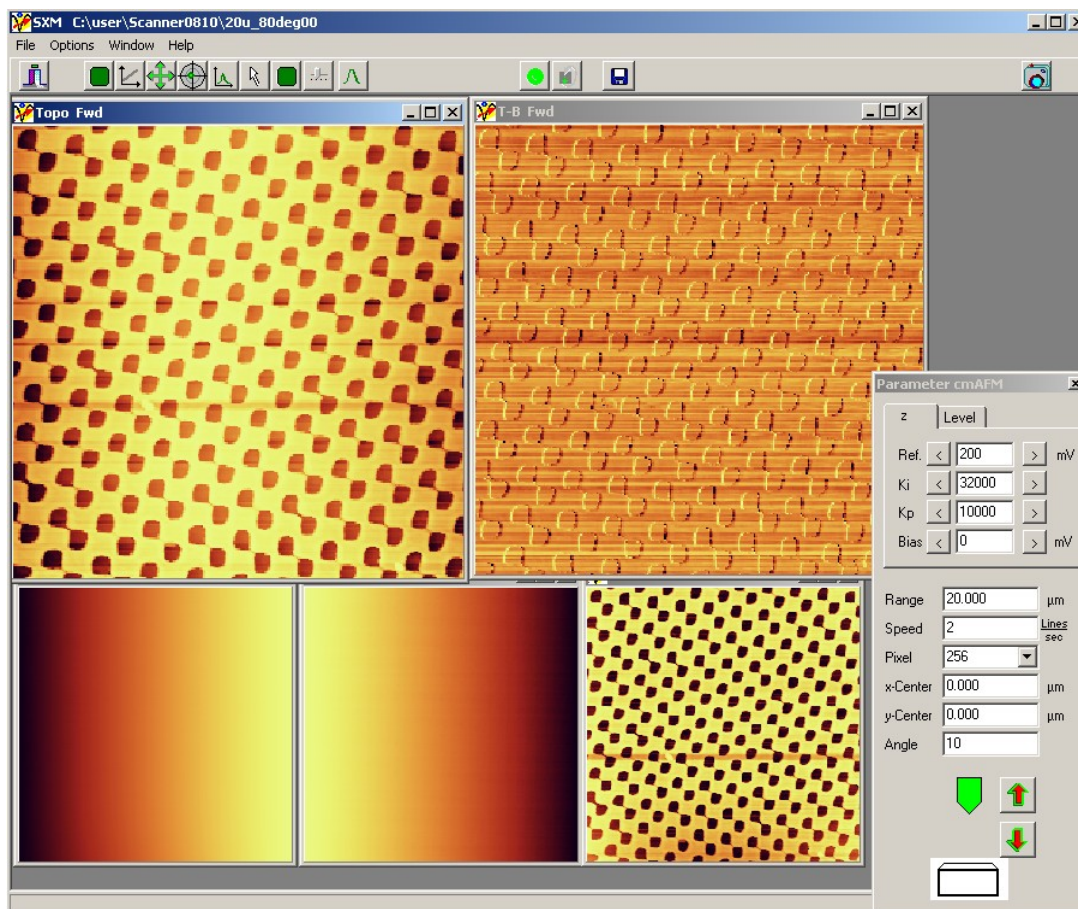 SXM C:\user\Scanner0810\20u_80deg00
File Options Window Help
Topo Fwd
T-B Fwd
Parameter cmAFM
z Level
Ref. < 200 > mV
Ki < 32000 >
Kp < 10000 >
Bias < 0 > mV
Range 20.000 µm
Speed 2 Lines sec
Pixel 256
x-Center 0.000 µm
y-Center 0.000 µm
Angle 10